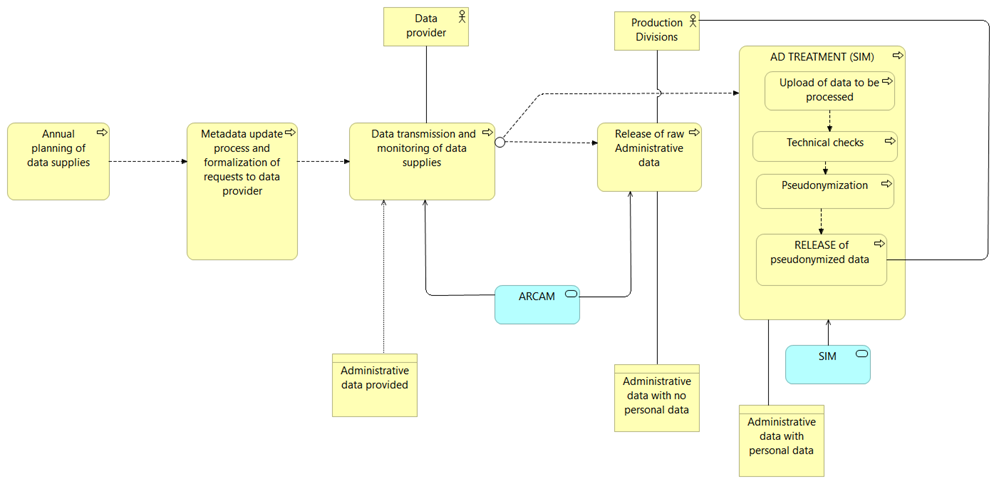 Data
provider
Production
Divisions
AD TREATMENT (SIM)
Upload of data to be
processed
Annual
planning of
data supplies
Metadata update
process and
formalization of
requests to data
provider
Data transmission and
monitoring of data
supplies
Release of raw
Administrative
data
Technical checks
Pseudonymization
RELEASE of
pseudonymized data
ARCAM
SIM
Administrative
data provided
Administrative
data with no
personal data
Administrative
data with
personal data